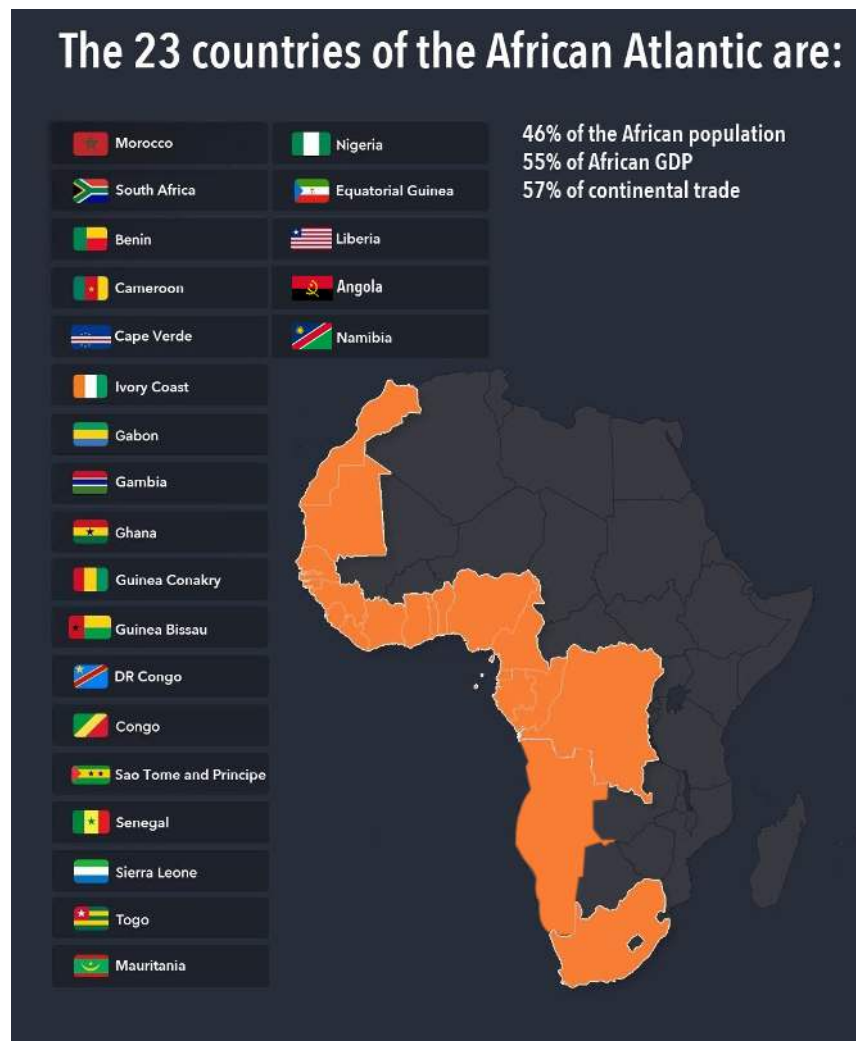 The 23 countries of the African Atlantic are:
Morocco
South Africa
Benin
Cameroon
Cape Verde
Ivory Coast
Gabon
Gambia
Ghana
Guinea Conakry
Guinea Bissau
DR Congo
Congo
Sao Tome and Principe
Senegal
Sierra Leone
Togo
Mauritania
Nigeria
Equatorial Guinea
Liberia
Angola
Namibia
46% of the African population
55% of African GDP
57% of continental trade